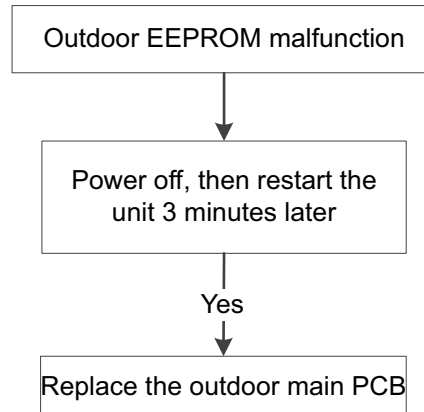 Outdoor EEPROM malfunction
Power off, then restart the
unit 3 minutes later
Yes
Replace the outdoor main PCB